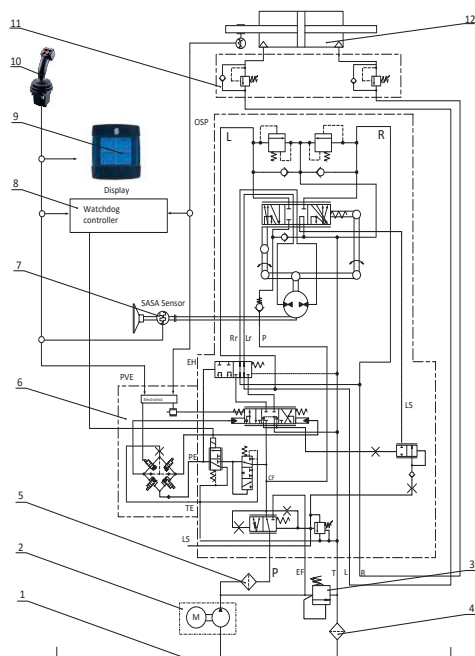 12
11
10
OSP
L
R
9
Display
8
Watchdog
controller
7
SASA Sensor
Rr
Lr
P
EH
PVE
6
Electronics
LS
PE
CF
TE
LS
5
P
EF
T
L
R
3
2
M
4
1